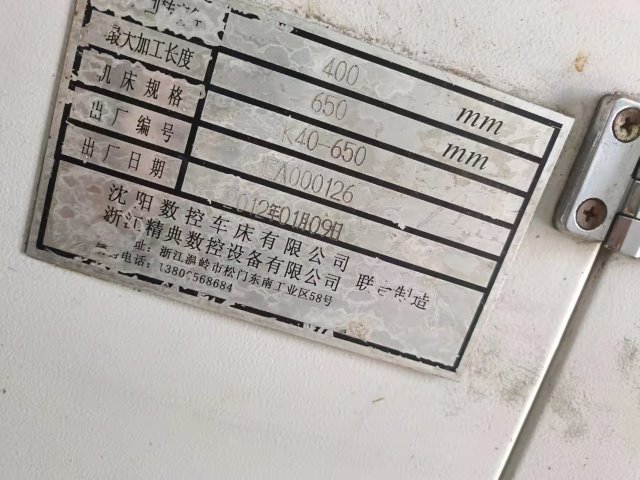 400 mm
最大加工长度 650 mm
机床规格 K40-650
出厂编号 JFA000126
出厂日期 2012年01月09日
沈阳数控车床有限公司
浙江精典数控设备有限公司 联合制造
址:浙江温岭市松门东南工业区58号
电话: